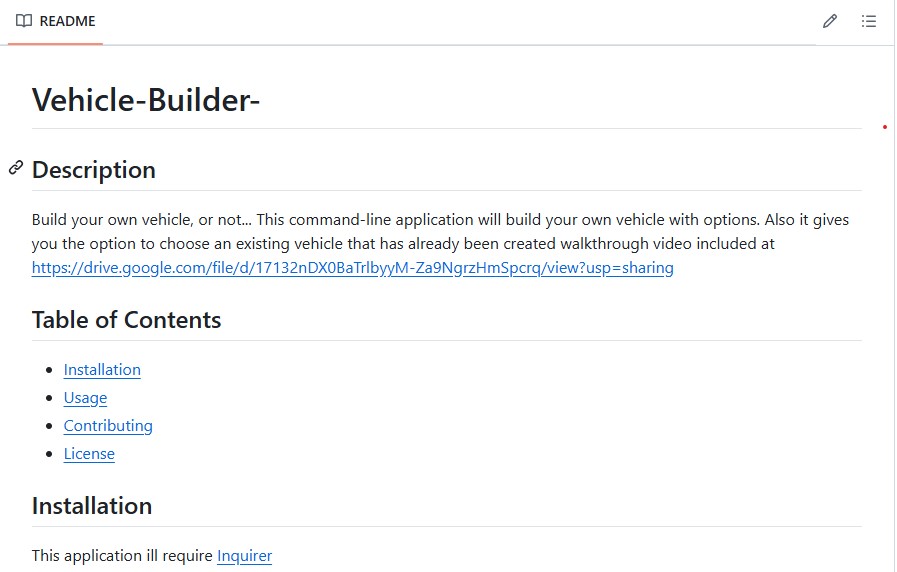 README
Vehicle-Builder-
Description
Build your own vehicle, or not... This command-line application will build your own vehicle with options. Also it gives
you the option to choose an existing vehicle that has already been created walkthrough video included at
https://drive.google.com/file/d/17132nDX0BaTrlbyyM-Za9NgrzHmSpcrq/view?usp=sharing
Table of Contents
Installation
Usage
Contributing
License
Installation
This application ill require Inquirer